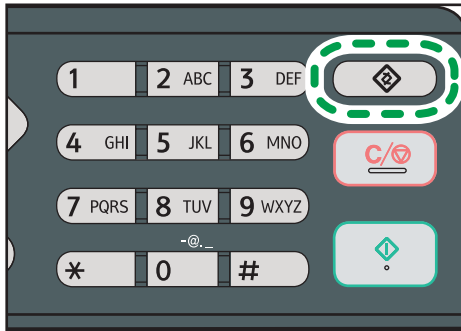 1 2 ABC 3 DEF
4 GHI 5 JKL 6 MNO C/
7 PQRS 8 TUV 9 WXYZ
-@._
* 0 #